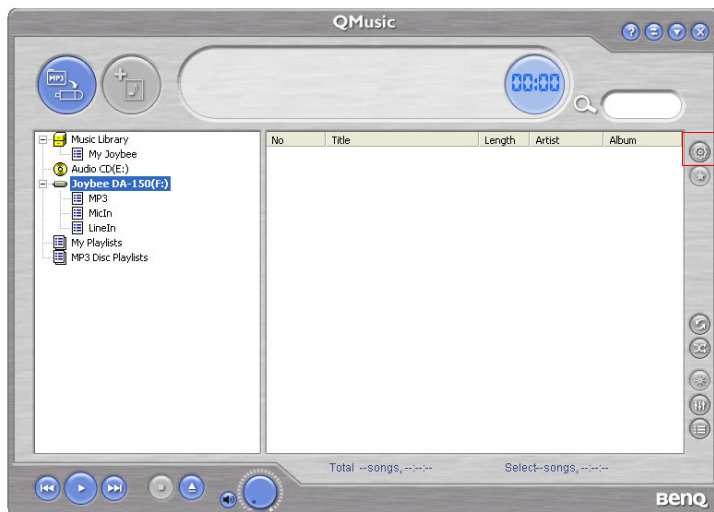 QMusic
MP3
00:00
Music Library
My Joybee
Audio CD(E:)
Joybee DA-150(F:)
MP3
MicIn
LineIn
My Playlists
MP3 Disc Playlists
No Title Length Artist Album
Total --songs,--:--:-- Select--songs,--:--:--
BenQ